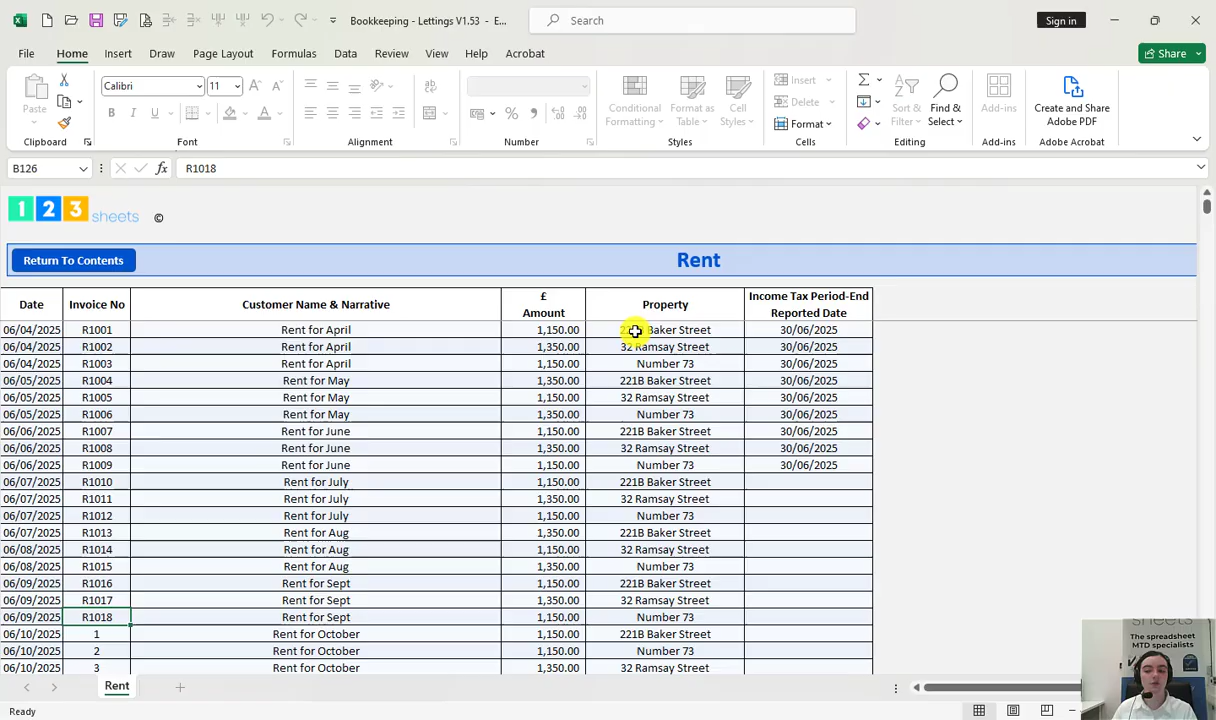 Bookkeeping - Lettings V1.53 - E...
Search
Sign in
File Home Insert Draw Page Layout Formulas Data Review View Help Acrobat
Share
Paste
Calibri 11
B I U
A
Conditional Formatting
Format as Table
Cell Styles
Insert
Delete
Format
Sort & Filter
Find & Select
Add-ins
Create and Share Adobe PDF
Clipboard Font Alignment Number Styles Cells Editing Add-ins Adobe Acrobat
B126 fx R1018
1 2 3 sheets ©
Return To Contents Rent
Date Invoice No Customer Name & Narrative £ Amount Property Income Tax Period-End Reported Date
06/04/2025 R1001 Rent for April 1,150.00 Baker Street 30/06/2025
06/04/2025 R1002 Rent for April 1,350.00 32 Ramsay Street 30/06/2025
06/04/2025 R1003 Rent for April 1,150.00 Number 73 30/06/2025
06/05/2025 R1004 Rent for May 1,350.00 221B Baker Street 30/06/2025
06/05/2025 R1005 Rent for May 1,150.00 32 Ramsay Street 30/06/2025
06/05/2025 R1006 Rent for May 1,350.00 Number 73 30/06/2025
06/06/2025 R1007 Rent for June 1,150.00 221B Baker Street 30/06/2025
06/06/2025 R1008 Rent for June 1,350.00 32 Ramsay Street 30/06/2025
06/06/2025 R1009 Rent for June 1,150.00 Number 73 30/06/2025
06/07/2025 R1010 Rent for July 1,150.00 221B Baker Street
06/07/2025 R1011 Rent for July 1,350.00 32 Ramsay Street
06/07/2025 R1012 Rent for July 1,150.00 Number 73
06/07/2025 R1013 Rent for Aug 1,350.00 221B Baker Street
06/08/2025 R1014 Rent for Aug 1,150.00 32 Ramsay Street
06/08/2025 R1015 Rent for Aug 1,150.00 Number 73
06/09/2025 R1016 Rent for Sept 1,150.00 221B Baker Street
06/09/2025 R1017 Rent for Sept 1,350.00 32 Ramsay Street
06/09/2025 R1018 Rent for Sept 1,150.00 Number 73
06/10/2025 1 Rent for October 1,150.00 221B Baker Street
06/10/2025 2 Rent for October 1,150.00 Number 73
06/10/2025 3 Rent for October 1,350.00 32 Ramsay Street
Rent
Ready
sheets
The spreadsheet
MTD specialists